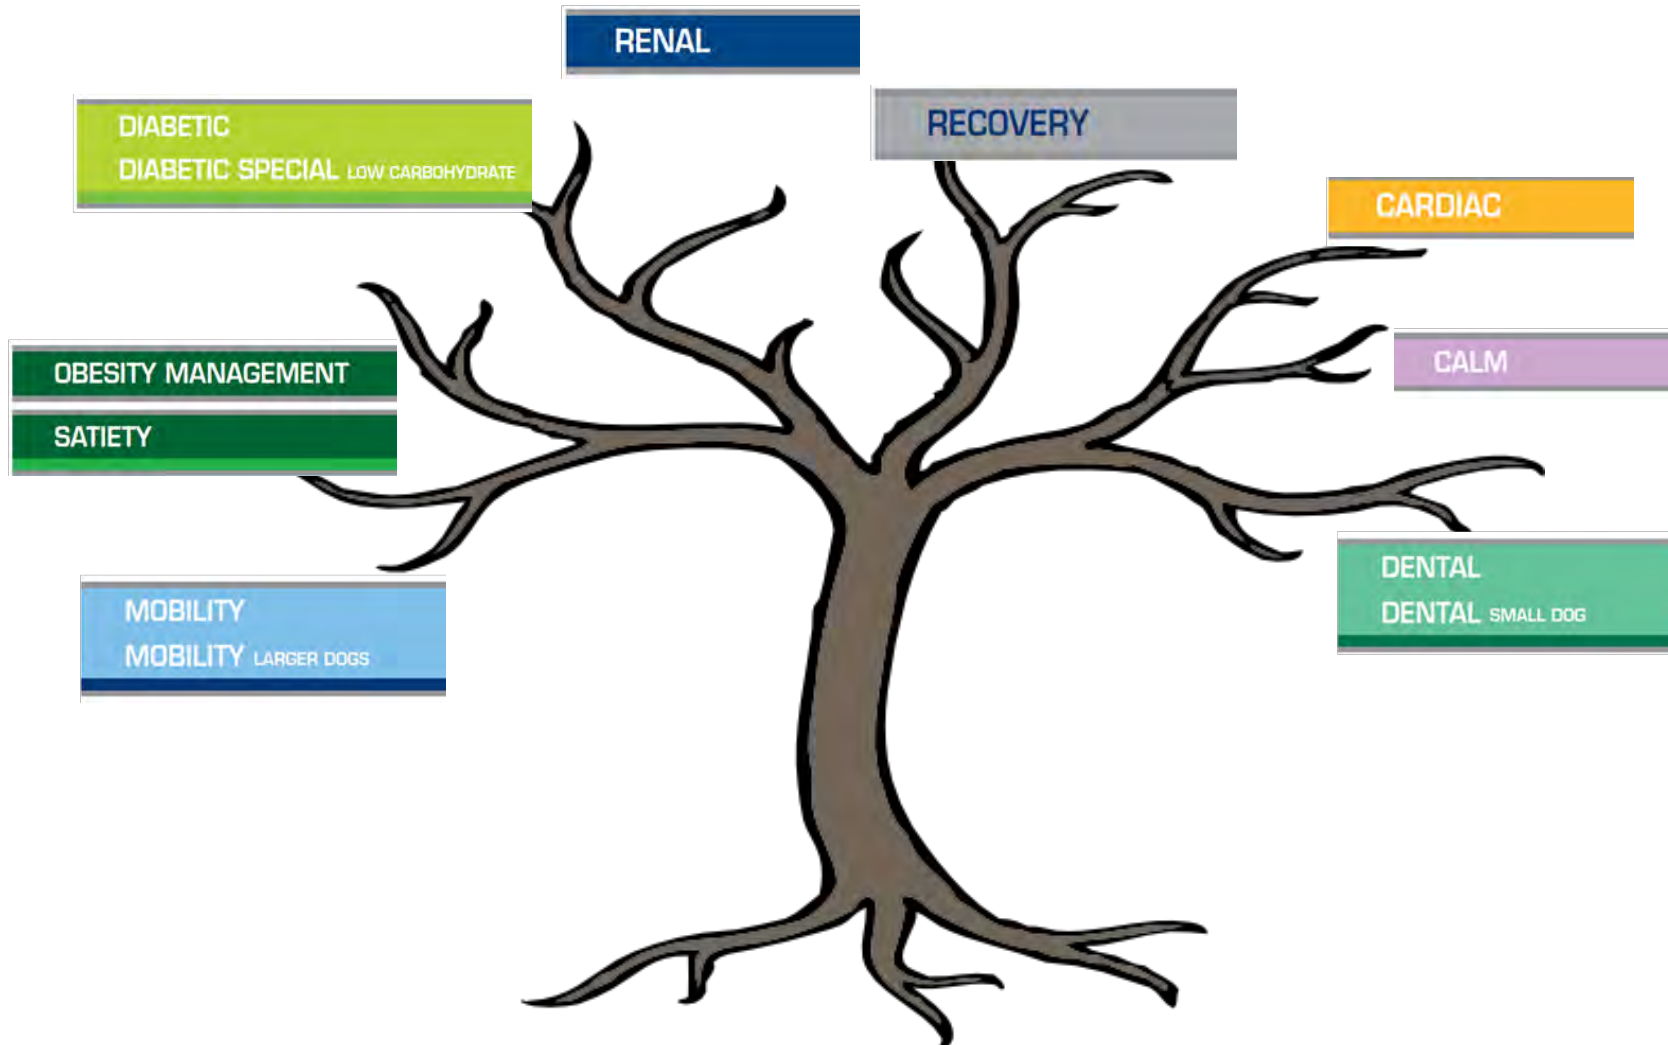 RENAL
DIABETIC
DIABETIC SPECIAL LOW CARBOHYDRATE
RECOVERY
CARDIAC
OBESITY MANAGEMENT
SATIETY
CALM
MOBILITY
MOBILITY LARGER DOGS
DENTAL
DENTAL SMALL DOG